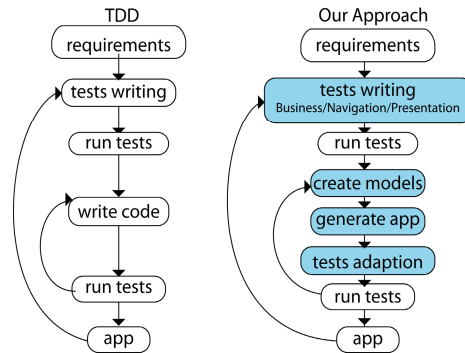 TDD
requirements
tests writing
run tests
write code
run tests
app
Our Approach
requirements
tests writing
Business/Navigation/Presentation
run tests
create models
generate app
tests adaption
run tests
app